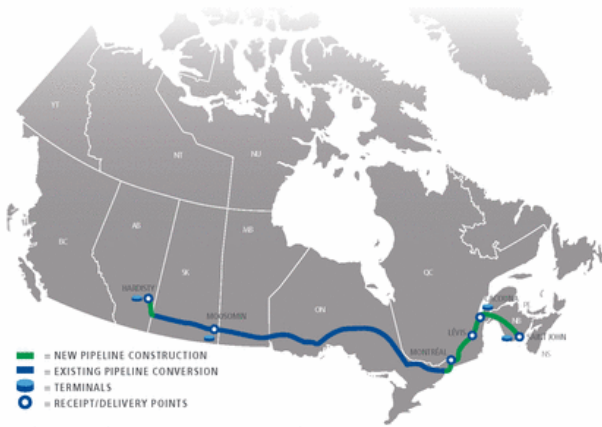 YT
NT
NU
BC
AB
SK
MB
ON
QC
HARDISTY
MOOSOMIN
CACOUNA
PE
NB
LÉVIS
SAINT JOHN
MONTRÉAL
NS
= NEW PIPELINE CONSTRUCTION
= EXISTING PIPELINE CONVERSION
= TERMINALS
= RECEIPT/DELIVERY POINTS